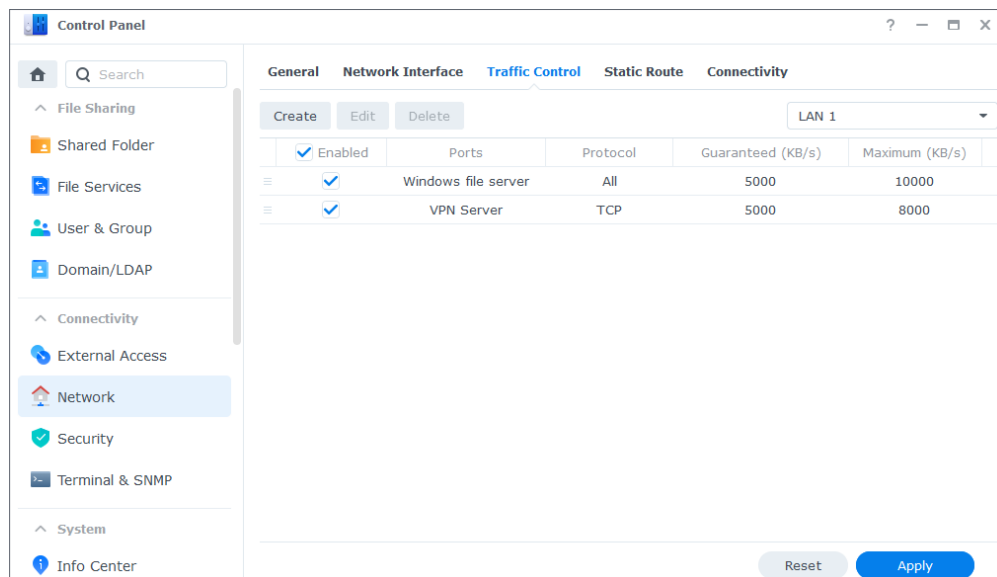 Control Panel
?
Search
General Network Interface Traffic Control Static Route Connectivity
File Sharing
Shared Folder
File Services
User & Group
Domain/LDAP
Connectivity
External Access
Network
Security
Terminal & SNMP
System
Info Center
Create Edit Delete LAN 1
Enabled Ports Protocol Guaranteed (KB/s) Maximum (KB/s)
Windows file server All 5000 10000
VPN Server TCP 5000 8000
Reset Apply